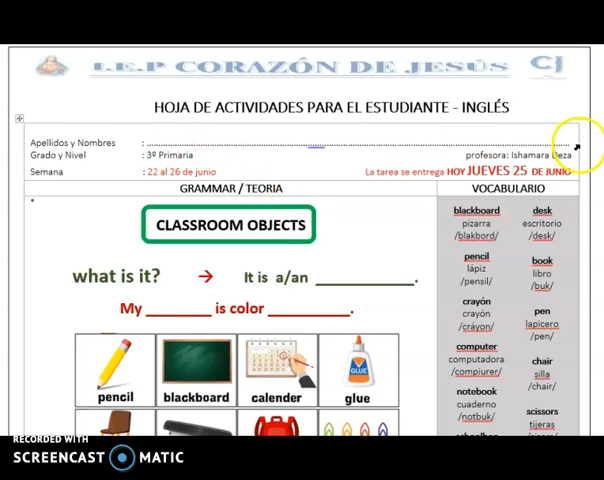 I.E.P CORAZÓN DE JESÚS
CJ
HOJA DE ACTIVIDADES PARA EL ESTUDIANTE - INGLÉS
Apellidos y Nombres :
Grado y Nivel : 3º Primaria profesora: Ishamara Deza
Semana : 22 al 26 de junio La tarea se entrega HOY JUEVES 25 DE JUNIO
GRAMMAR / TEORIA
CLASSROOM OBJECTS
what is it? → It is a/an ____________.
My ________ is color __________.
pencil
blackboard
calender
GLUE
glue
VOCABULARIO
blackboard
pizarra
/blakbord/
pencil
lápiz
/pensil/
crayón
crayón
/cráyon/
computer
computadora
/compiurer/
notebook
cuaderno
/notbuk/
desk
escritorio
/desk/
book
libro
/buk/
pen
lapicero
/pen/
chair
silla
/chair/
scissors
tijeras
RECORDED WITH
SCREENCAST MATIC